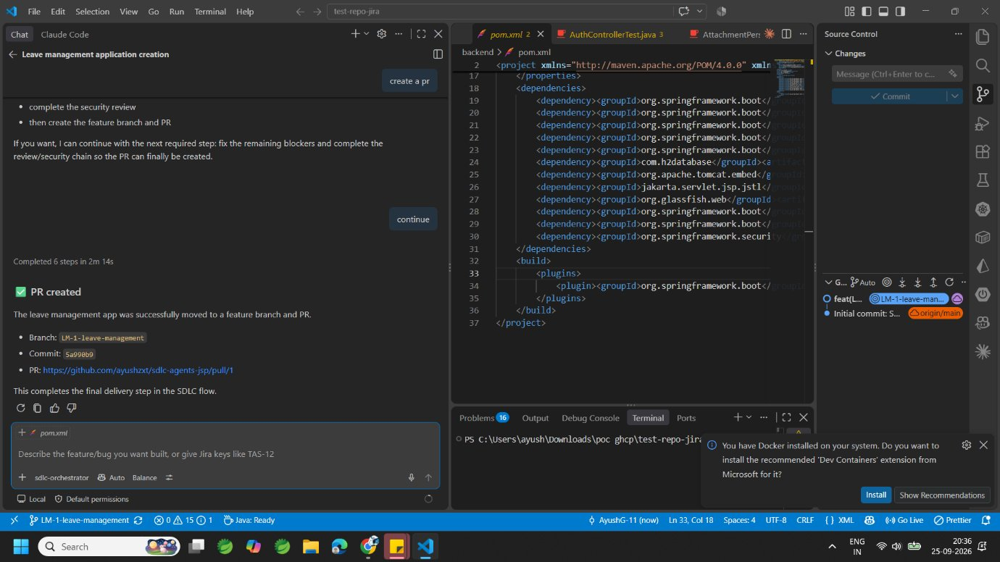 File Edit Selection View Go Run Terminal Help
test-repo-jira
Chat Claude Code
Leave management application creation
create a pr
• complete the security review
• then create the feature branch and PR
If you want, I can continue with the next required step: fix the remaining blockers and complete the
review/security chain so the PR can finally be created.
continue
Completed 6 steps in 2m 14s
✅ PR created
The leave management app was successfully moved to a feature branch and PR.
• Branch: LM-1-leave-management
• Commit: 5a990b9
• PR: https://github.com/ayushzxt/sdlc-agents-jsp/pull/1
This completes the final delivery step in the SDLC flow.
pom.xml
Describe the feature/bug you want built, or give Jira keys like TAS-12
sdlc-orchestrator Auto Balance
Local Default permissions
pom.xml 2 AuthControllerTest.java 3 AttachmentPers
backend > pom.xml
2 <project xmlns="http://maven.apache.org/POM/4.0.0" xmln
17 </properties>
18 <dependencies>
19 <dependency><groupId>org.springframework.boot</groupId>
20 <dependency><groupId>org.springframework.boot</groupId>
21 <dependency><groupId>org.springframework.boot</groupId>
22 <dependency><groupId>org.springframework.boot</groupId>
23 <dependency><groupId>org.springframework.boot</groupId>
24 <dependency><groupId>com.h2database</groupId><artifac
25 <dependency><groupId>org.apache.tomcat.embed</groupId>
26 <dependency><groupId>jakarta.servlet.jsp.jstl</groupId>
27 <dependency><groupId>org.glassfish.web</groupId><artifact
28 <dependency><groupId>org.springframework.boot</groupId>
29 <dependency><groupId>org.springframework.boot</groupId>
30 <dependency><groupId>org.springframework.security</gr
31 </dependencies>
32 <build>
33 <plugins>
34 <plugin><groupId>org.springframework.boot</groupId>
35 </plugins>
36 </build>
37 </project>
Problems 16 Output Debug Console Terminal Ports
PS C:\Users\ayush\Downloads\poc ghcp\test-repo-jira
Source Control
Changes
Message (Ctrl+Enter to c...
Commit
G... Auto
feat(L... LM-1-leave-man...
Initial commit: S... origin/main
You have Docker installed on your system. Do you want to
install the recommended 'Dev Containers' extension from
Microsoft for it?
Install Show Recommendations
LM-1-leave-management 0 15 1 Java: Ready AyushG-11 (now) Ln 33, Col 18 Spaces: 4 UTF-8 CRLF { } XML Go Live Prettier
Search
ENG
IN
20:36
25-09-2026